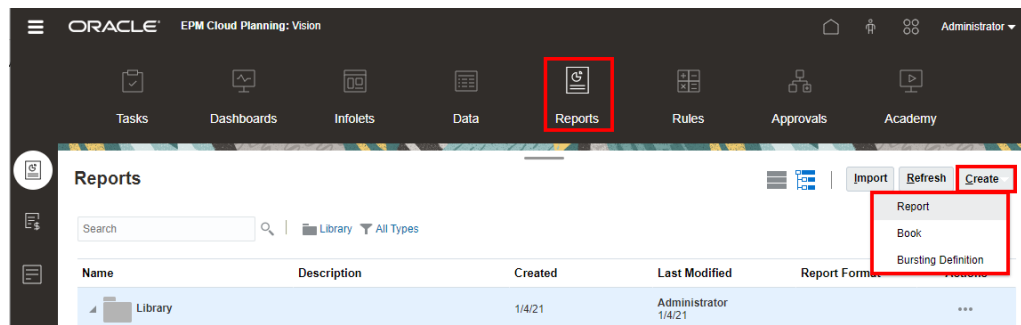 ORACLE EPM Cloud Planning: Vision Administrator
Tasks Dashboards Infolets Data Reports Rules Approvals Academy
Reports Import Refresh Create
Report
Search Library All Types
Book
Bursting Definition
Name Description Created Last Modified Report Format Actions
Library 1/4/21 Administrator
1/4/21